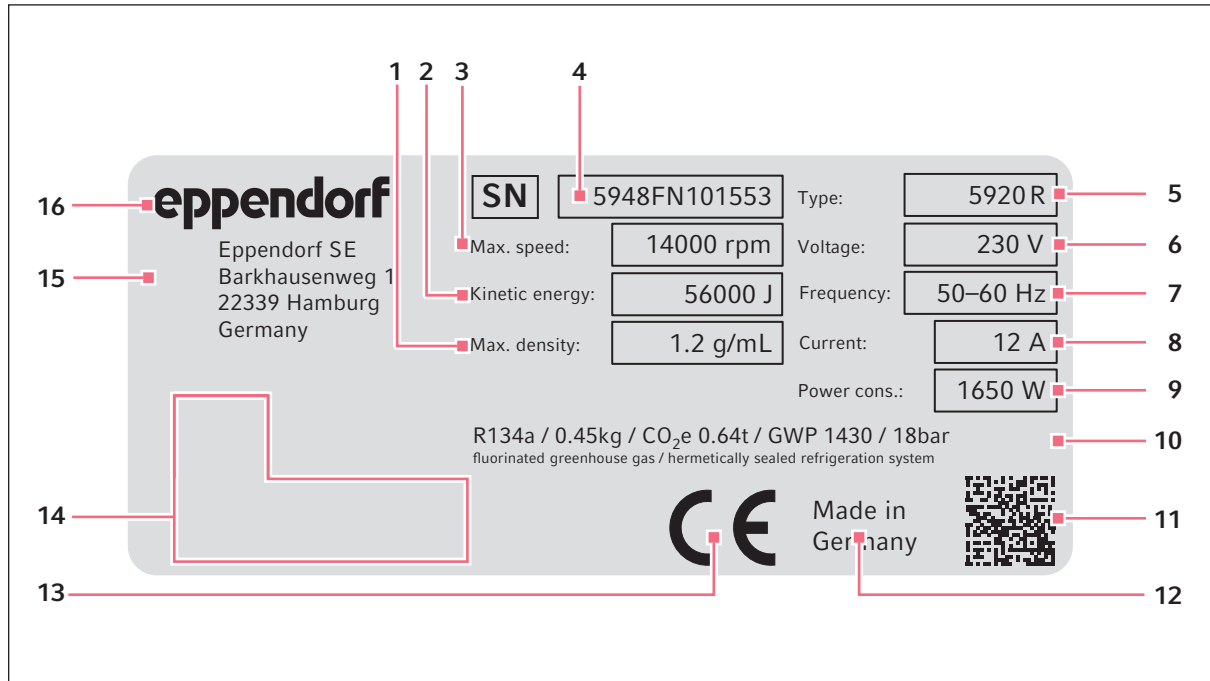 1 2 3 4
16 eppendorf SN 5948FN101553 Type: 5920 R 5
15 Eppendorf SE Max. speed: 14000 rpm Voltage: 230 V 6
Barkhausenweg 1
22339 Hamburg Kinetic energy: 56000 J Frequency: 50–60 Hz 7
2
Germany Max. density: 1.2 g/mL Current: 12 A 8
Power cons.: 1650 W 9
R134a / 0.45kg / CO₂e 0.64t / GWP 1430 / 18bar 10
fluorinated greenhouse gas / hermetically sealed refrigeration system
14 CE Made in 11
Germany
13 12